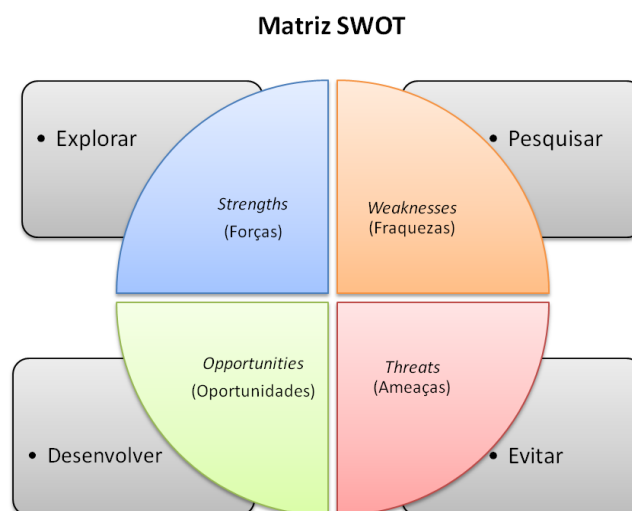 Matriz SWOT
• Explorar
• Pesquisar
Strengths
(Forças)
Weaknesses
(Fraquezas)
Opportunities
(Oportunidades)
Threats
(Ameaças)
• Desenvolver
• Evitar